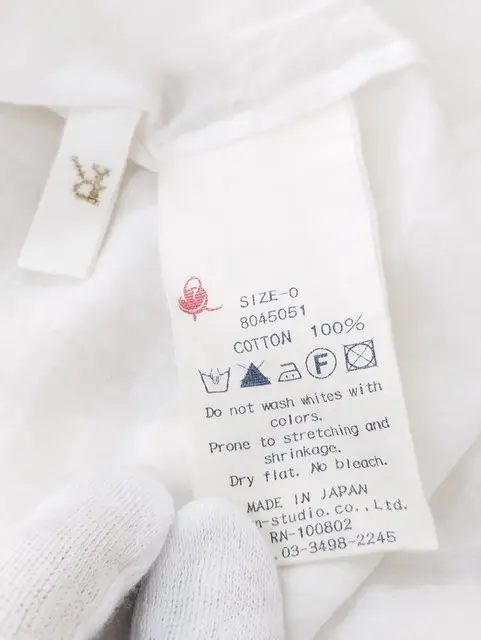 SIZE-0
8045051
COTTON 100%
F
Do not wash whites with
colors.
Prone to stretching and
shrinkage.
Dry flat. No bleach.
MADE IN JAPAN
n-studio.co., Ltd.
RN-100802
.03-3498-2245